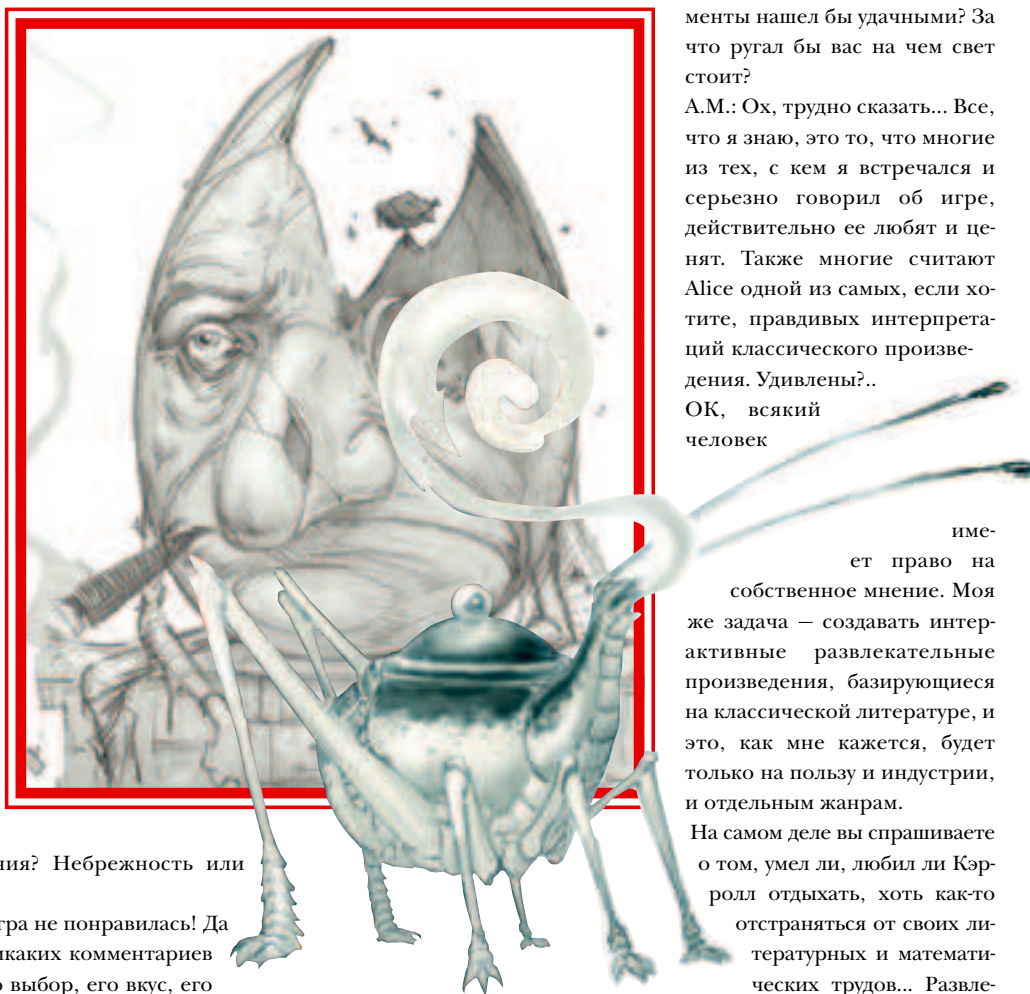 ния? Небрежность или
гра не понравилась! Да
икаких комментариев
выбор, его вкус, его
менты нашел бы удачными? За
что ругал бы вас на чем свет
стоит?
А.М.: Ох, трудно сказать... Все,
что я знаю, это то, что многие
из тех, с кем я встречался и
серьезно говорил об игре,
действительно ее любят и це-
нят. Также многие считают
Alice одной из самых, если хо-
тите, правдивых интерпрета-
ций классического произве-
дения. Удивлены?..
ОК, всякий
человек
име-
ет право на
собственное мнение. Моя
же задача — создавать интер-
активные развлекательные
произведения, базирующиеся
на классической литературе, и
это, как мне кажется, будет
только на пользу и индустрии,
и отдельным жанрам.
На самом деле вы спрашиваете
о том, умел ли, любил ли Кэр-
ролл отдыхать, хоть как-то
отстраняться от своих ли-
тературных и математи-
ческих трудов... Развле-